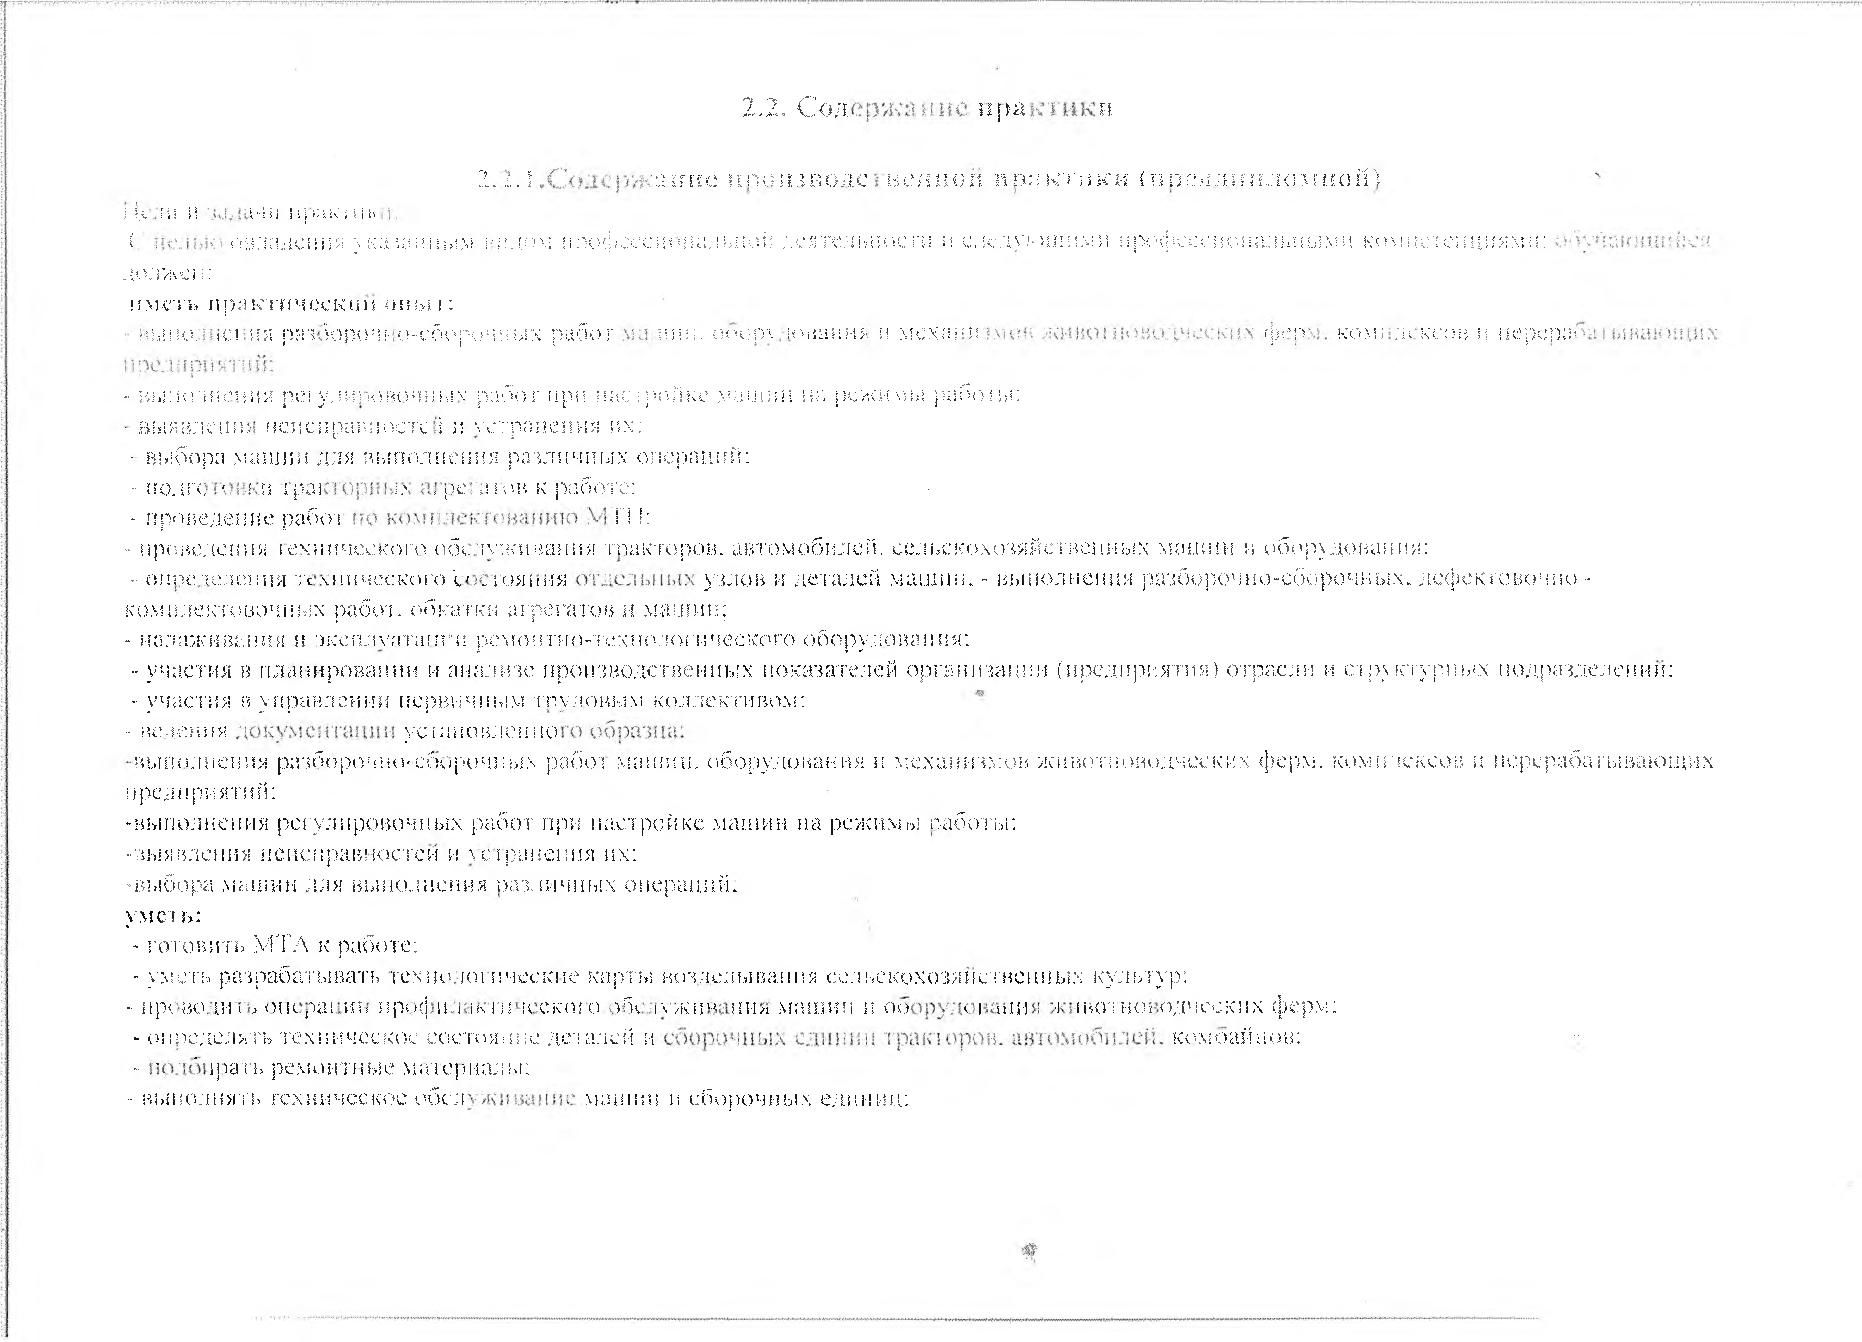 2.2. Содержание практики
2.2.1.Содержание производственной практики (преддипломной)
Цели и задачи практики.
С целью овладения указанным видом профессиональной деятельности и следующими профессиональными компетенциями: обучающийся
должен:
иметь практический опыт:
- выполнения разборочно-сборочных работ машин, оборудования и механизмов животноводческих ферм, комплексов и перерабатывающих
предприятий;
- выполнения регулировочных работ при настройке машин на режимы работы;
- выявления неисправностей и устранения их;
- выбора машин для выполнения различных операций;
- подготовки тракторных агрегатов к работе;
- проведение работ по комплектованию МТП;
- проведения технического обслуживания тракторов, автомобилей, сельскохозяйственных машин и оборудования;
- определения технического состояния отдельных узлов и деталей машин, - выполнения разборочно-сборочных, дефектовочно -
комплектовочных работ, обкатки агрегатов и машин;
- налаживания и эксплуатации ремонтно-технологического оборудования;
- участия в планировании и анализе производственных показателей организации (предприятия) отрасли и структурных подразделений;
- участия в управлении первичным трудовым коллективом;
- ведения документации установленного образца;
-выполнения разборочно-сборочных работ машин, оборудования и механизмов животноводческих ферм, комплексов и перерабатывающих
предприятий;
-выполнения регулировочных работ при настройке машин на режимы работы;
-выявления неисправностей и устранения их;
-выбора машин для выполнения различных операций;
уметь:
- готовить МТА к работе;
- уметь разрабатывать технологические карты возделывания сельскохозяйственных культур;
- проводить операции профилактического обслуживания машин и оборудования животноводческих ферм;
- определять техническое состояние деталей и сборочных единиц тракторов, автомобилей, комбайнов;
- подбирать ремонтные материалы;
- выполнять техническое обслуживание машин и сборочных единиц;